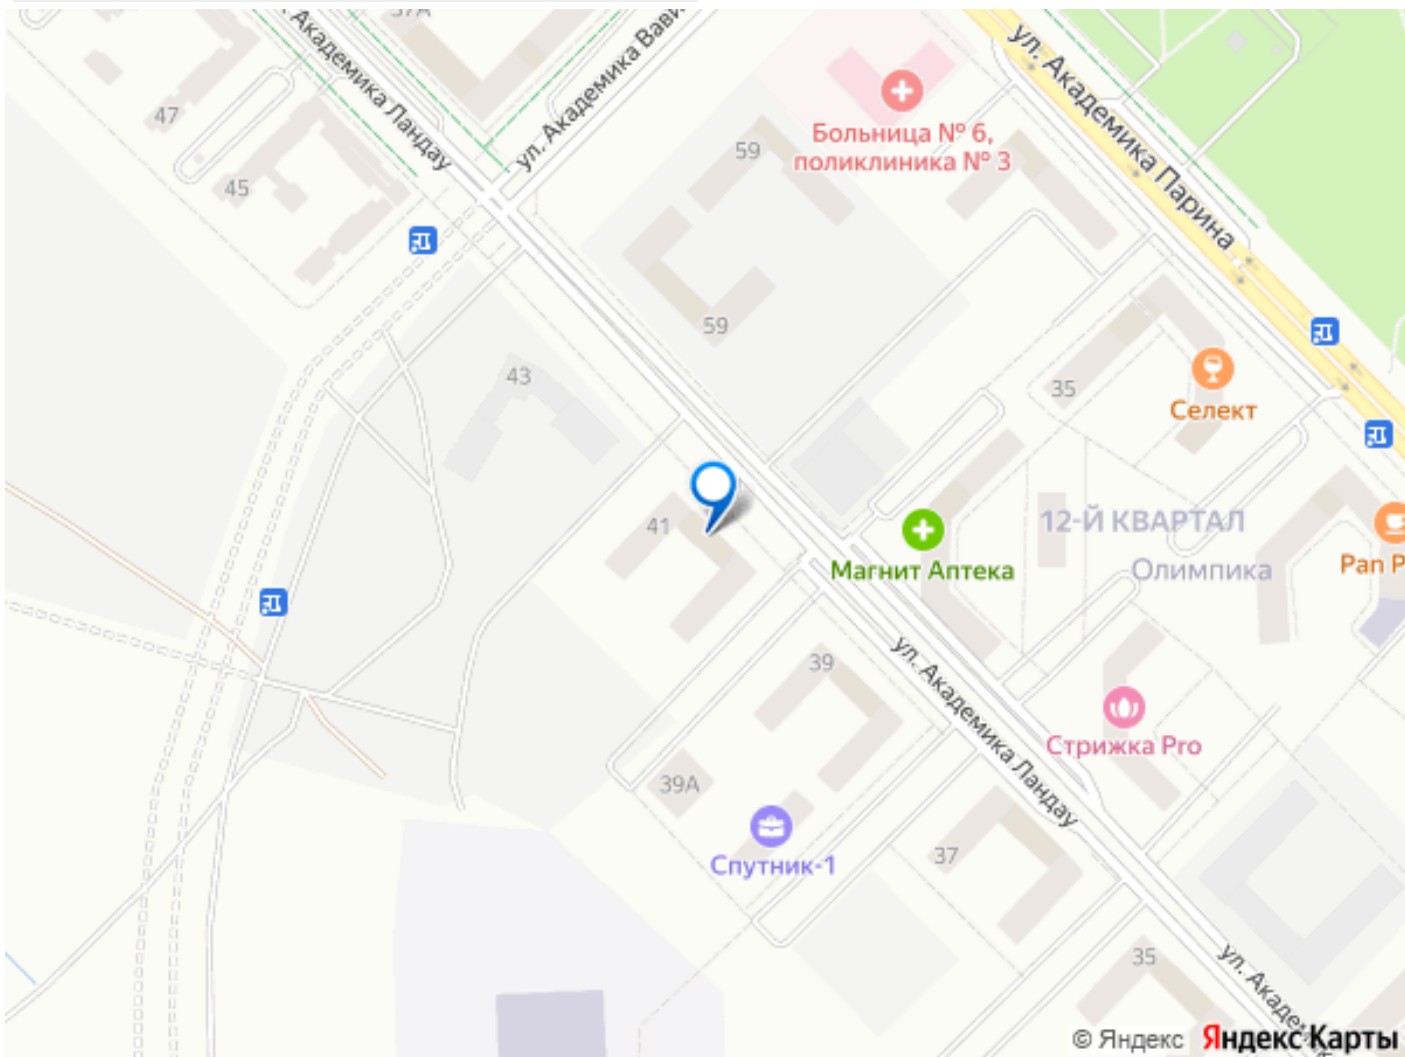 37А
ул. Академика Ландау
ул. Академика Вави
ул. Академика Парина
47
45
59
Больница № 6,
поликлиника № 3
59
43
35
Селект
41
12-Й КВАРТАЛ
Олимпика
Магнит Аптека
Pan P
39
ул. Академика Ландау
Стрижка Pro
39А
Спутник-1
37
35
ул. Академик
© Яндекс Яндекс Карты